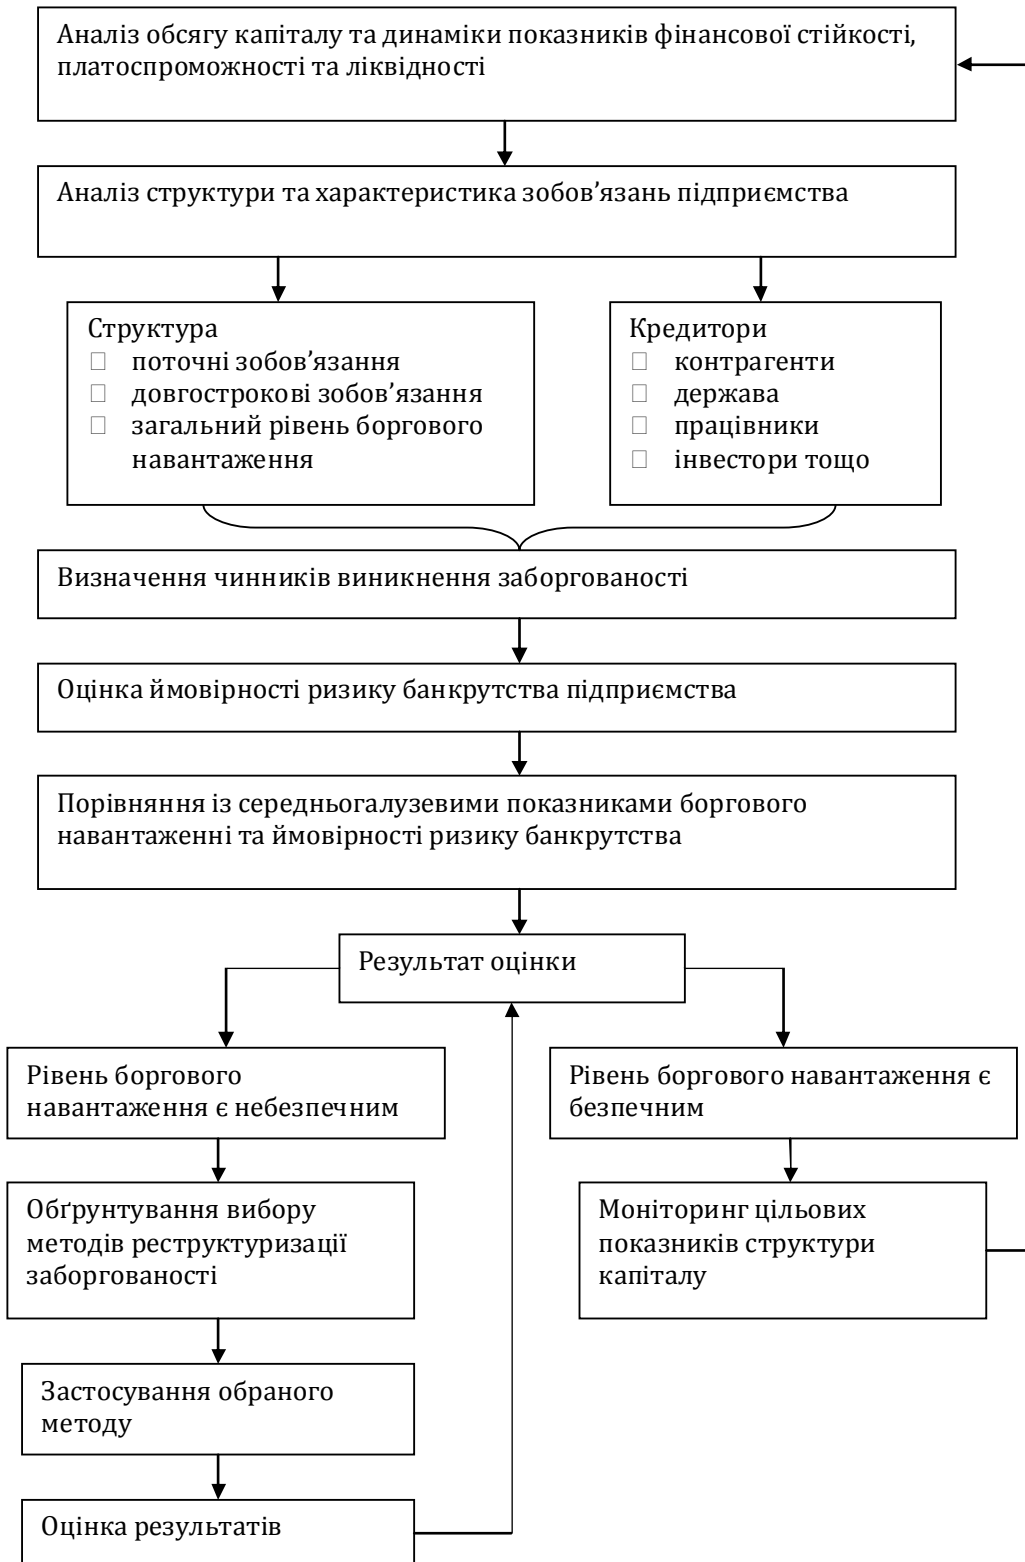 Аналіз обсягу капіталу та динаміки показників фінансової стійкості,
платоспроможності та ліквідності
Аналіз структури та характеристика зобов’язань підприємства
Структура
поточні зобов’язання
довгострокові зобов’язання
загальний рівень боргового
навантаження
Кредитори
контрагенти
держава
працівники
інвестори тощо
Визначення чинників виникнення заборгованості
Оцінка ймовірності ризику банкрутства підприємства
Порівняння із середньогалузевими показниками боргового
навантаженні та ймовірності ризику банкрутства
Результат оцінки
Рівень боргового
навантаження є небезпечним
Рівень боргового навантаження є
безпечним
Обґрунтування вибору
методів реструктуризації
заборгованості
Моніторинг цільових
показників структури
капіталу
Застосування обраного
методу
Оцінка результатів